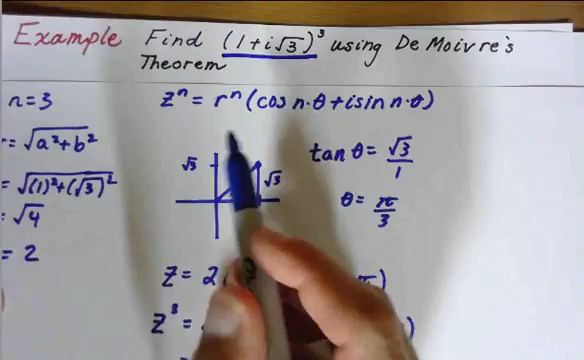 Example Find (1+i√3)³ using De Moivre's
Theorem
n=3
zⁿ = rⁿ(cos n·θ + i sin n·θ)
= √(a²+b²)
= √((1)²+(√3)²)
= √4
= 2
√3
√3
tan θ = √3/1
θ = π/3
z = 2
z³ =